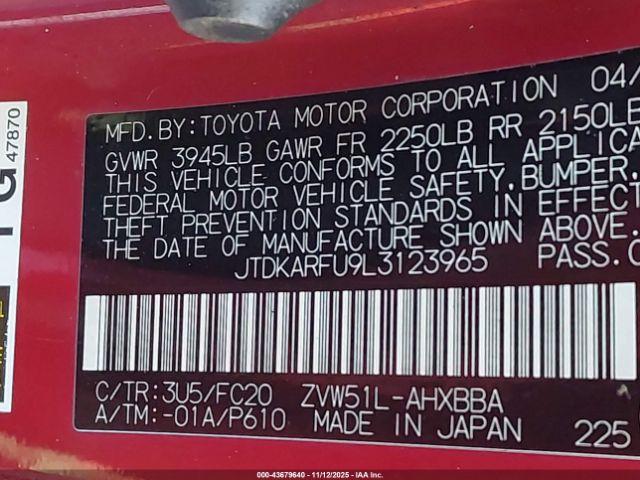 MFD. BY: TOYOTA MOTOR CORPORATION 04/
GVWR 3945LB GAWR FR 2250LB RR 2150LB
THIS VEHICLE CONFORMS TO ALL APPLICA
FEDERAL MOTOR VEHICLE SAFETY, BUMPER,
THEFT PREVENTION STANDARDS IN EFFECT
THE DATE OF MANUFACTURE SHOWN ABOVE.
JTDKARFU9L3123965 PASS. C
C/TR: 3U5/FC20 ZVW51L-AHXBBA
A/TM: -01A/P610 MADE IN JAPAN 225
47870
000-43679640 - 11/12/2025 - IAA Inc.